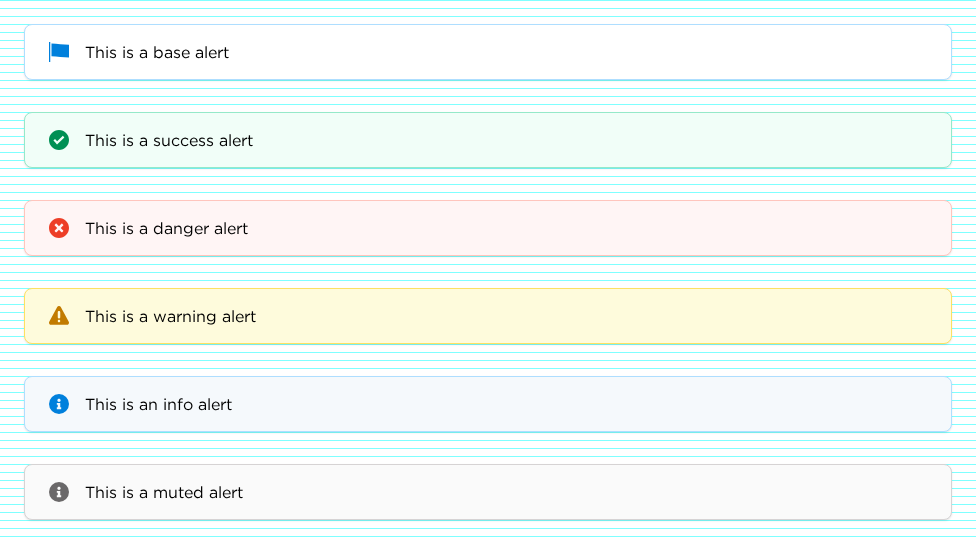 This is a base alert
This is a success alert
This is a danger alert
This is a warning alert
This is an info alert
This is a muted alert